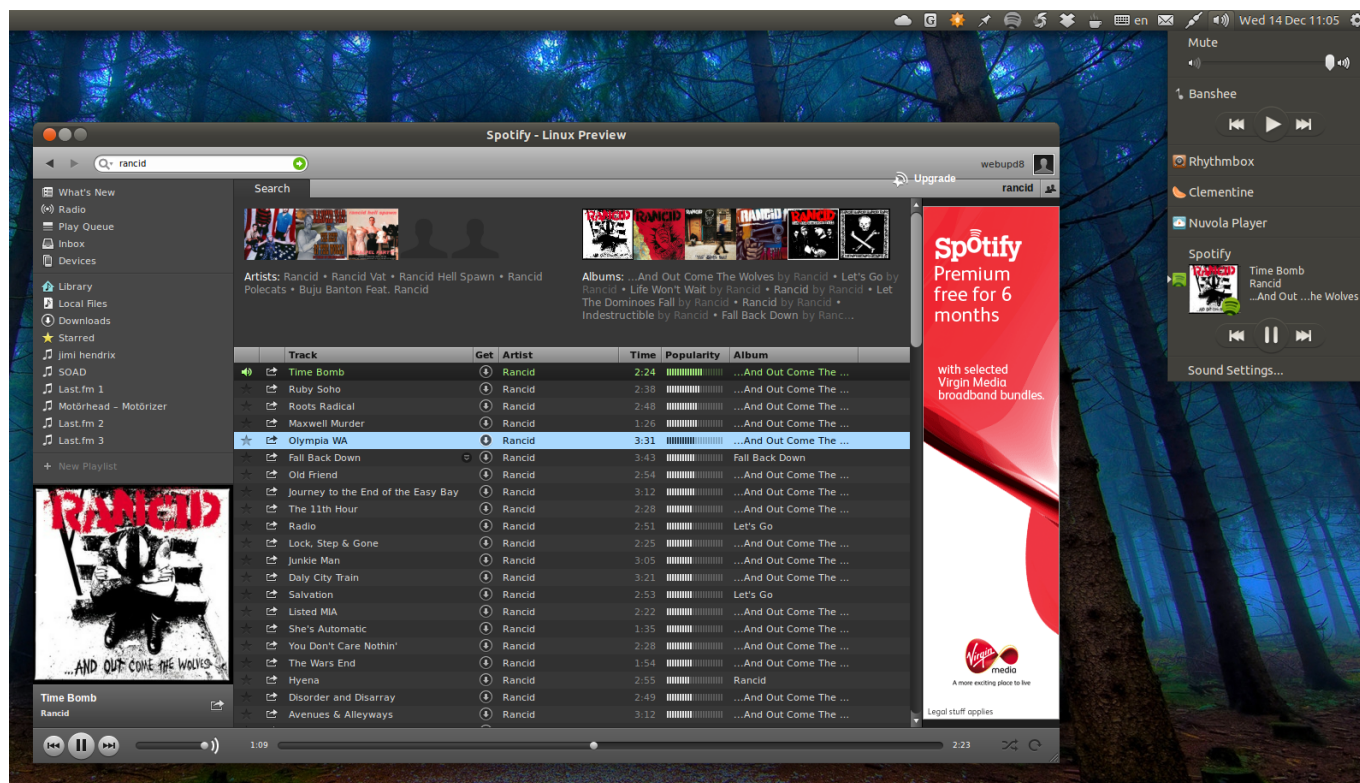 en
Wed 14 Dec 11:05
Mute
Banshee
Rhythmbox
Clementine
Nuvola Player
Spotify
Time Bomb
Rancid
...And Out ...he Wolves
Sound Settings...
Spotify - Linux Preview
rancid
webupd8
Upgrade
Search
rancid
What's New
Radio
Play Queue
Inbox
Devices
Library
Local Files
Downloads
Starred
jimi hendrix
SOAD
Last.fm 1
Motörhead – Motörizer
Last.fm 2
Last.fm 3
+ New Playlist
RANCID
...AND OUT COME THE WOLVES
Time Bomb
Rancid
Artists: Rancid • Rancid Vat • Rancid Hell Spawn • Rancid
Polecats • Buju Banton Feat. Rancid
Albums: ...And Out Come The Wolves by Rancid • Let's Go by
Rancid • Life Won't Wait by Rancid • Rancid by Rancid • Let
The Dominoes Fall by Rancid • Rancid by Rancid •
Indestructible by Rancid • Fall Back Down by Ranc...
Track Get Artist Time Popularity Album
Time Bomb Rancid 2:24 ...And Out Come The ...
Ruby Soho Rancid 2:38 ...And Out Come The ...
Roots Radical Rancid 2:48 ...And Out Come The ...
Maxwell Murder Rancid 1:26 ...And Out Come The ...
Olympia WA Rancid 3:31 ...And Out Come The ...
Fall Back Down Rancid 3:43 Fall Back Down
Old Friend Rancid 2:54 ...And Out Come The ...
Journey to the End of the Easy Bay Rancid 3:12 ...And Out Come The ...
The 11th Hour Rancid 2:28 ...And Out Come The ...
Radio Rancid 2:51 Let's Go
Lock, Step & Gone Rancid 2:25 ...And Out Come The ...
Junkie Man Rancid 3:05 ...And Out Come The ...
Daly City Train Rancid 3:21 ...And Out Come The ...
Salvation Rancid 2:53 Let's Go
Listed MIA Rancid 2:22 ...And Out Come The ...
She's Automatic Rancid 1:35 ...And Out Come The ...
You Don't Care Nothin' Rancid 2:28 ...And Out Come The ...
The Wars End Rancid 1:54 ...And Out Come The ...
Hyena Rancid 2:55 Rancid
Disorder and Disarray Rancid 2:49 ...And Out Come The ...
Avenues & Alleyways Rancid 3:12 ...And Out Come The ...
Spotify
Premium
free for 6
months
with selected
Virgin Media
broadband bundles.
Virgin
media
A more exciting place to live
Legal stuff applies
1:09
2:23